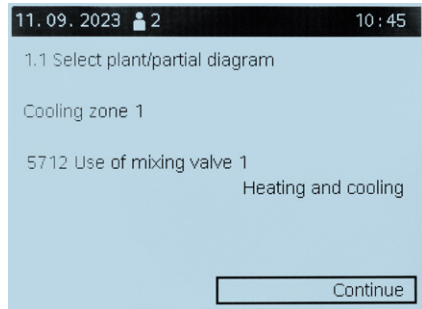 11.09.2023 2 10:45
1.1 Select plant/partial diagram
Cooling zone 1
5712 Use of mixing valve 1
Heating and cooling
Continue